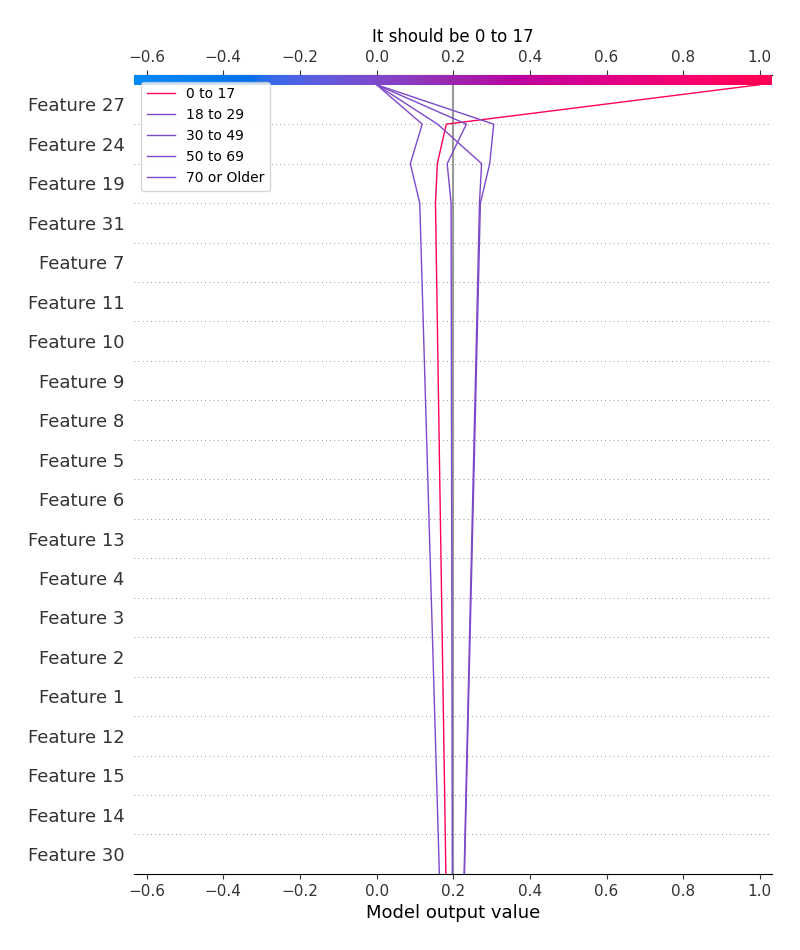 It should be 0 to 17
−0.6 −0.4 −0.2 0.0 0.2 0.4 0.6 0.8 1.0
0 to 17
18 to 29
30 to 49
50 to 69
70 or Older
Feature 27
Feature 24
Feature 19
Feature 31
Feature 7
Feature 11
Feature 10
Feature 9
Feature 8
Feature 5
Feature 6
Feature 13
Feature 4
Feature 3
Feature 2
Feature 1
Feature 12
Feature 15
Feature 14
Feature 30
−0.6 −0.4 −0.2 0.0 0.2 0.4 0.6 0.8 1.0
Model output value